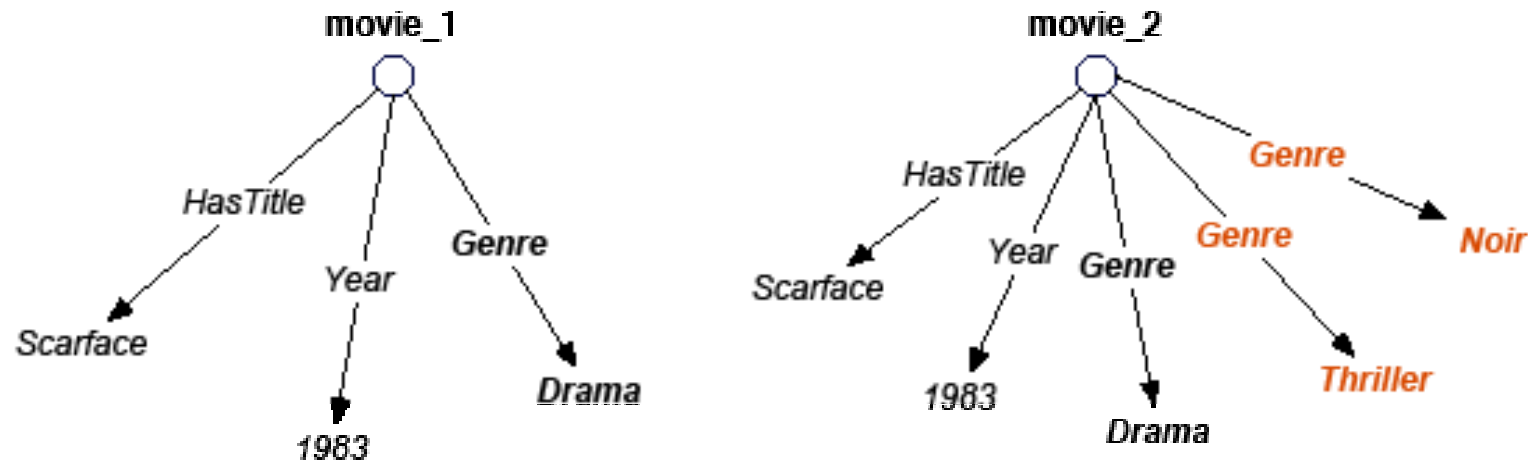 movie_1
HasTitle
Year
Genre
Scarface
1983
Drama
movie_2
HasTitle
Year
Genre
Genre
Genre
Scarface
1983
Drama
Thriller
Noir